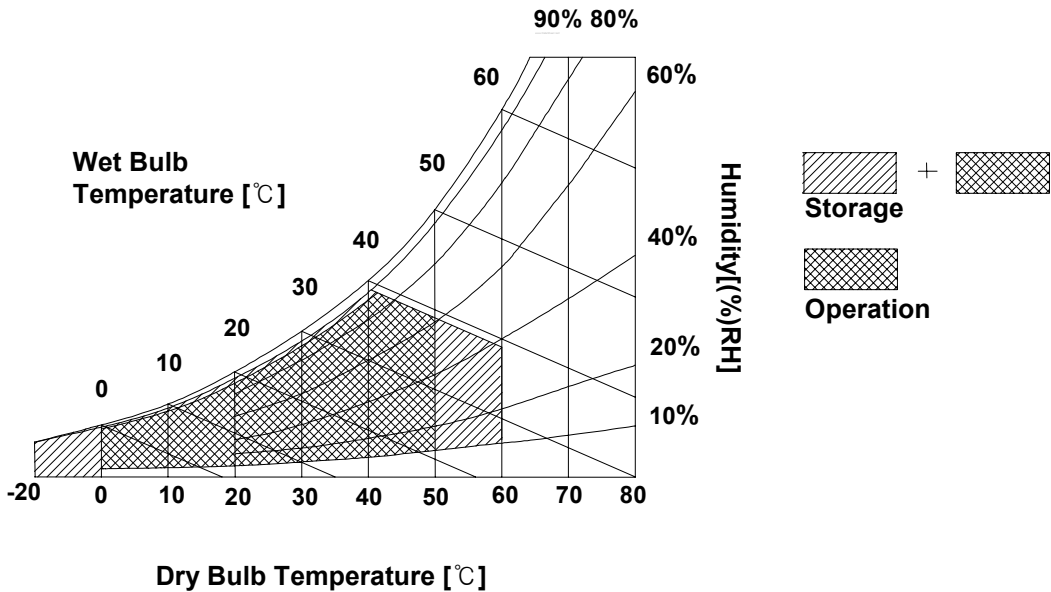 90% 80%
60
60%
50
Wet Bulb
Temperature [℃]
Humidity[(%)RH]
+
Storage
40
40%
30
Operation
20
20%
10
0
10%
-20 0 10 20 30 40 50 60 70 80
Dry Bulb Temperature [℃]